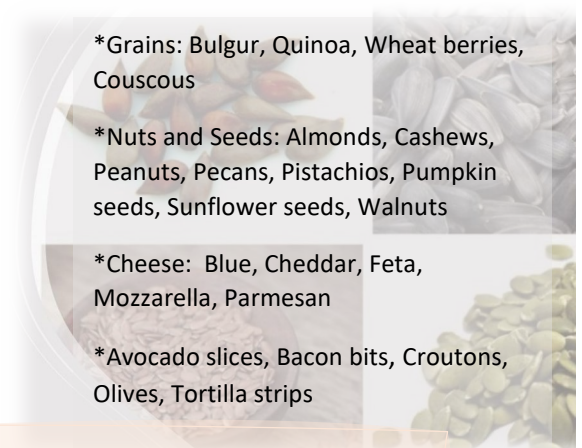 *Grains: Bulgur, Quinoa, Wheat berries,
Couscous
*Nuts and Seeds: Almonds, Cashews,
Peanuts, Pecans, Pistachios, Pumpkin
seeds, Sunflower seeds, Walnuts
*Cheese:  Blue, Cheddar, Feta,
Mozzarella, Parmesan
*Avocado slices, Bacon bits, Croutons,
Olives, Tortilla strips